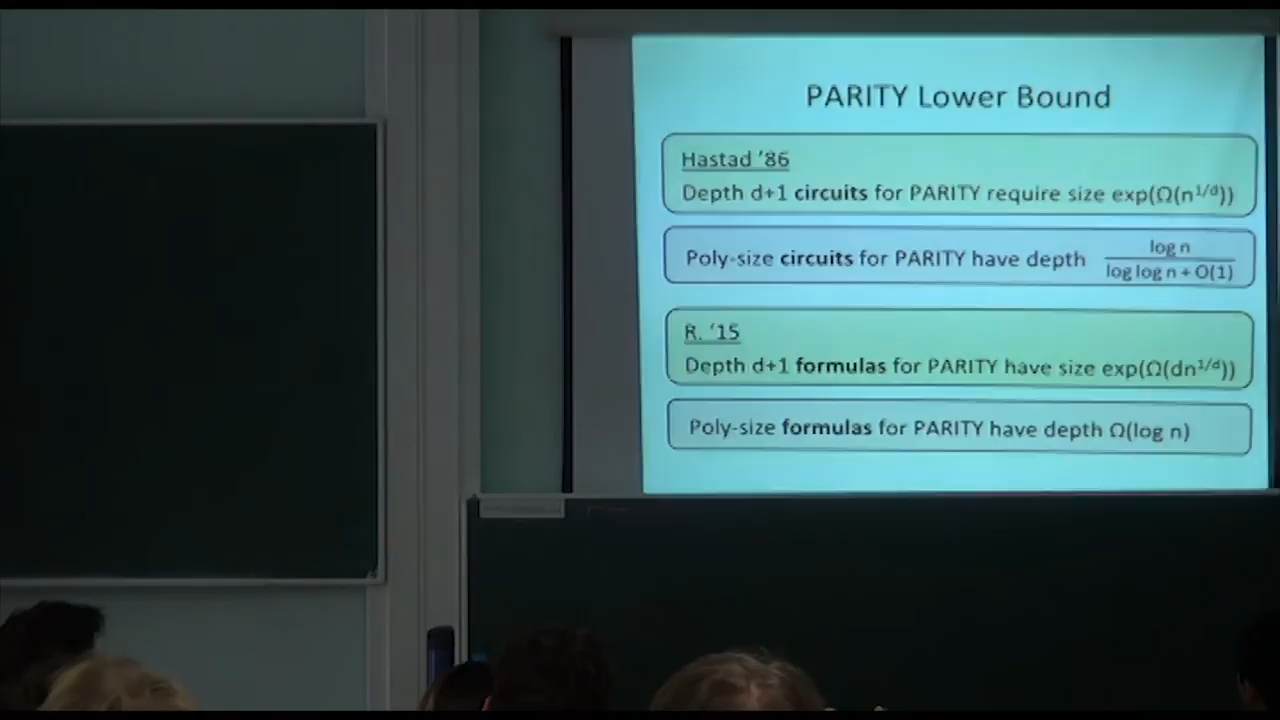 PARITY Lower Bound
Hastad '86
Depth d+1 circuits for PARITY require size exp(Ω(n^{1/d}))
Poly-size circuits for PARITY have depth log n / log log n + O(1)
R. '15
Depth d+1 formulas for PARITY have size exp(Ω(dn^{1/d}))
Poly-size formulas for PARITY have depth Ω(log n)